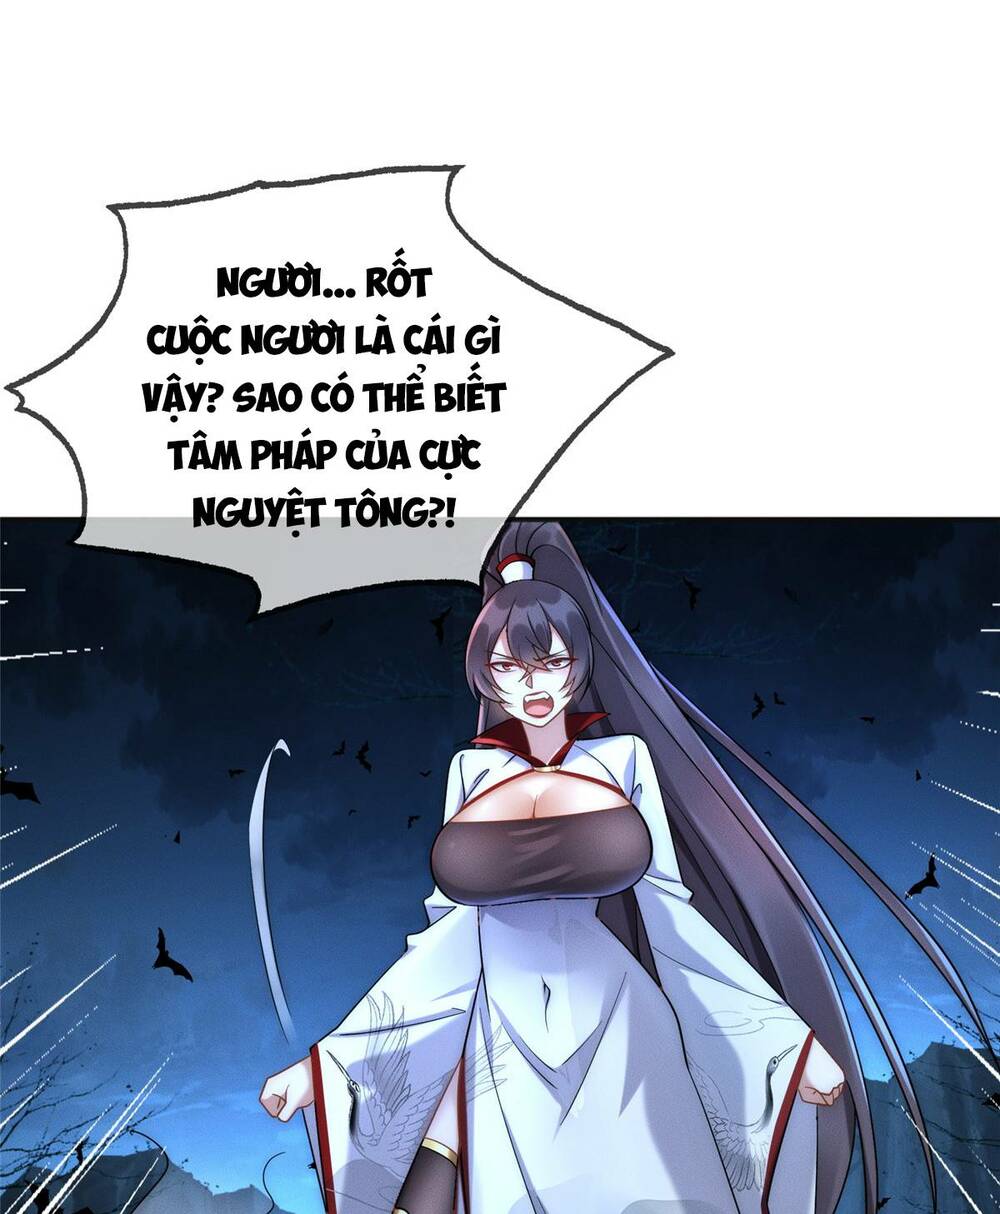 NGƯƠI... RỐT
CUỘC NGƯƠI LÀ CÁI GÌ
VẬY? SAO CÓ THỂ BIẾT
TÂM PHÁP CỦA CỰC
NGUYỆT TÔNG?!